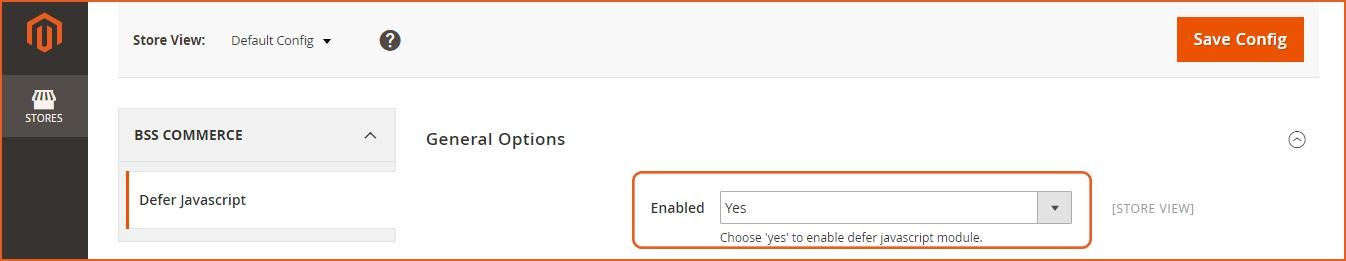 Store View: Default Config ? Save Config
STORES
BSS COMMERCE
General Options
Defer Javascript
Enabled Yes [STORE VIEW]
Choose 'yes' to enable defer javascript module.